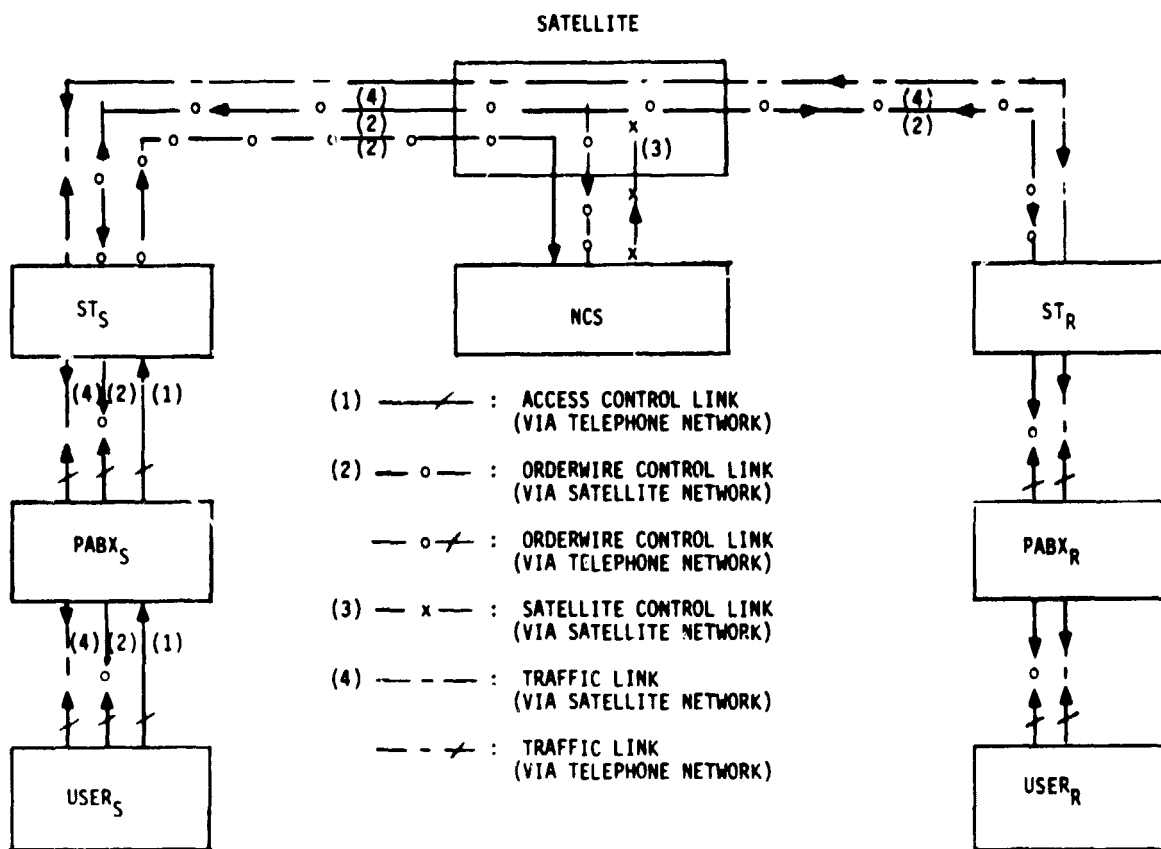 SATELLITE
(4)
(2)
(2)
(3)
(4)
(2)
ST_S
NCS
ST_R
(4) (2) (1)
(1) : ACCESS CONTROL LINK
(VIA TELEPHONE NETWORK)
(2) o : ORDERWIRE CONTROL LINK
(VIA SATELLITE NETWORK)
o : ORDERWIRE CONTROL LINK
(VIA TELEPHONE NETWORK)
(3) x : SATELLITE CONTROL LINK
(VIA SATELLITE NETWORK)
(4) : TRAFFIC LINK
(VIA SATELLITE NETWORK)
: TRAFFIC LINK
(VIA TELEPHONE NETWORK)
PABX_S
PABX_R
(4) (2) (1)
USER_S
USER_R